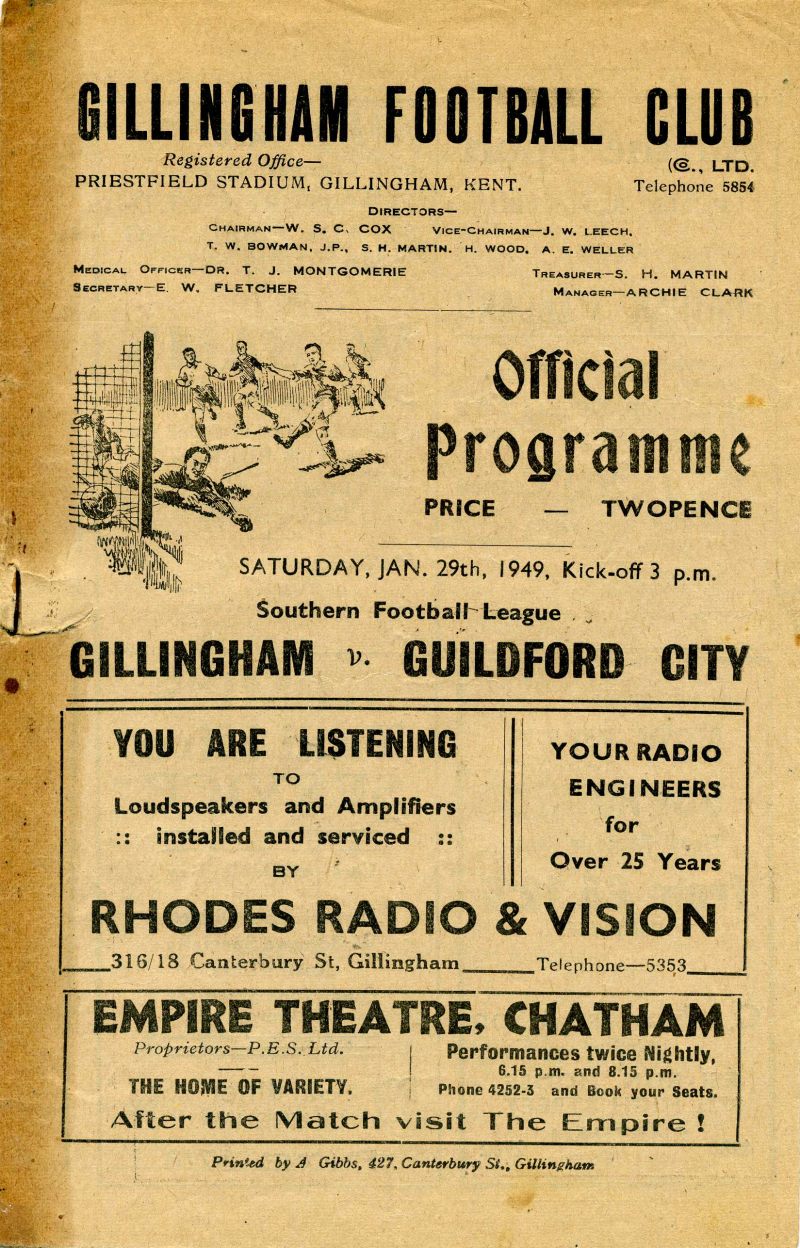 GILLINGHAM FOOTBALL CLUB
Registered Office—
(Co., LTD.
PRIESTFIELD STADIUM, GILLINGHAM, KENT.
Telephone 5854
DIRECTORS—
CHAIRMAN—W. S. C. COX VICE-CHAIRMAN—J. W. LEECH.
T. W. BOWMAN, J.P., S. H. MARTIN. H. WOOD, A. E. WELLER
MEDICAL OFFICER—DR. T. J. MONTGOMERIE
TREASURER—S. H. MARTIN
SECRETARY—E. W. FLETCHER
MANAGER—ARCHIE CLARK
Official
Programme
PRICE — TWOPENCE
SATURDAY, JAN. 29th, 1949, Kick-off 3 p.m.
Southern Football League
GILLINGHAM v. GUILDFORD CITY
YOU ARE LISTENING
TO
Loudspeakers and Amplifiers
:: installed and serviced ::
BY
YOUR RADIO
ENGINEERS
for
Over 25 Years
RHODES RADIO & VISION
316/18 Canterbury St, Gillingham Telephone—5353
EMPIRE THEATRE, CHATHAM
Proprietors—P.E.S. Ltd.
THE HOME OF VARIETY.
Performances twice Nightly,
6.15 p.m. and 8.15 p.m.
Phone 4252-3 and Book your Seats.
After the Match visit The Empire !
Printed by A Gibbs, 427, Canterbury St., Gillingham